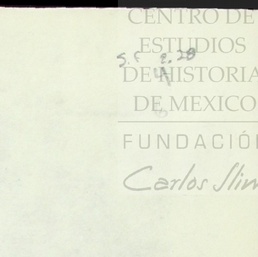 CENTRO DE
ESTUDIOS
DE HISTORIA
DE MEXICO
FUNDACIÓN
Carlos Slim